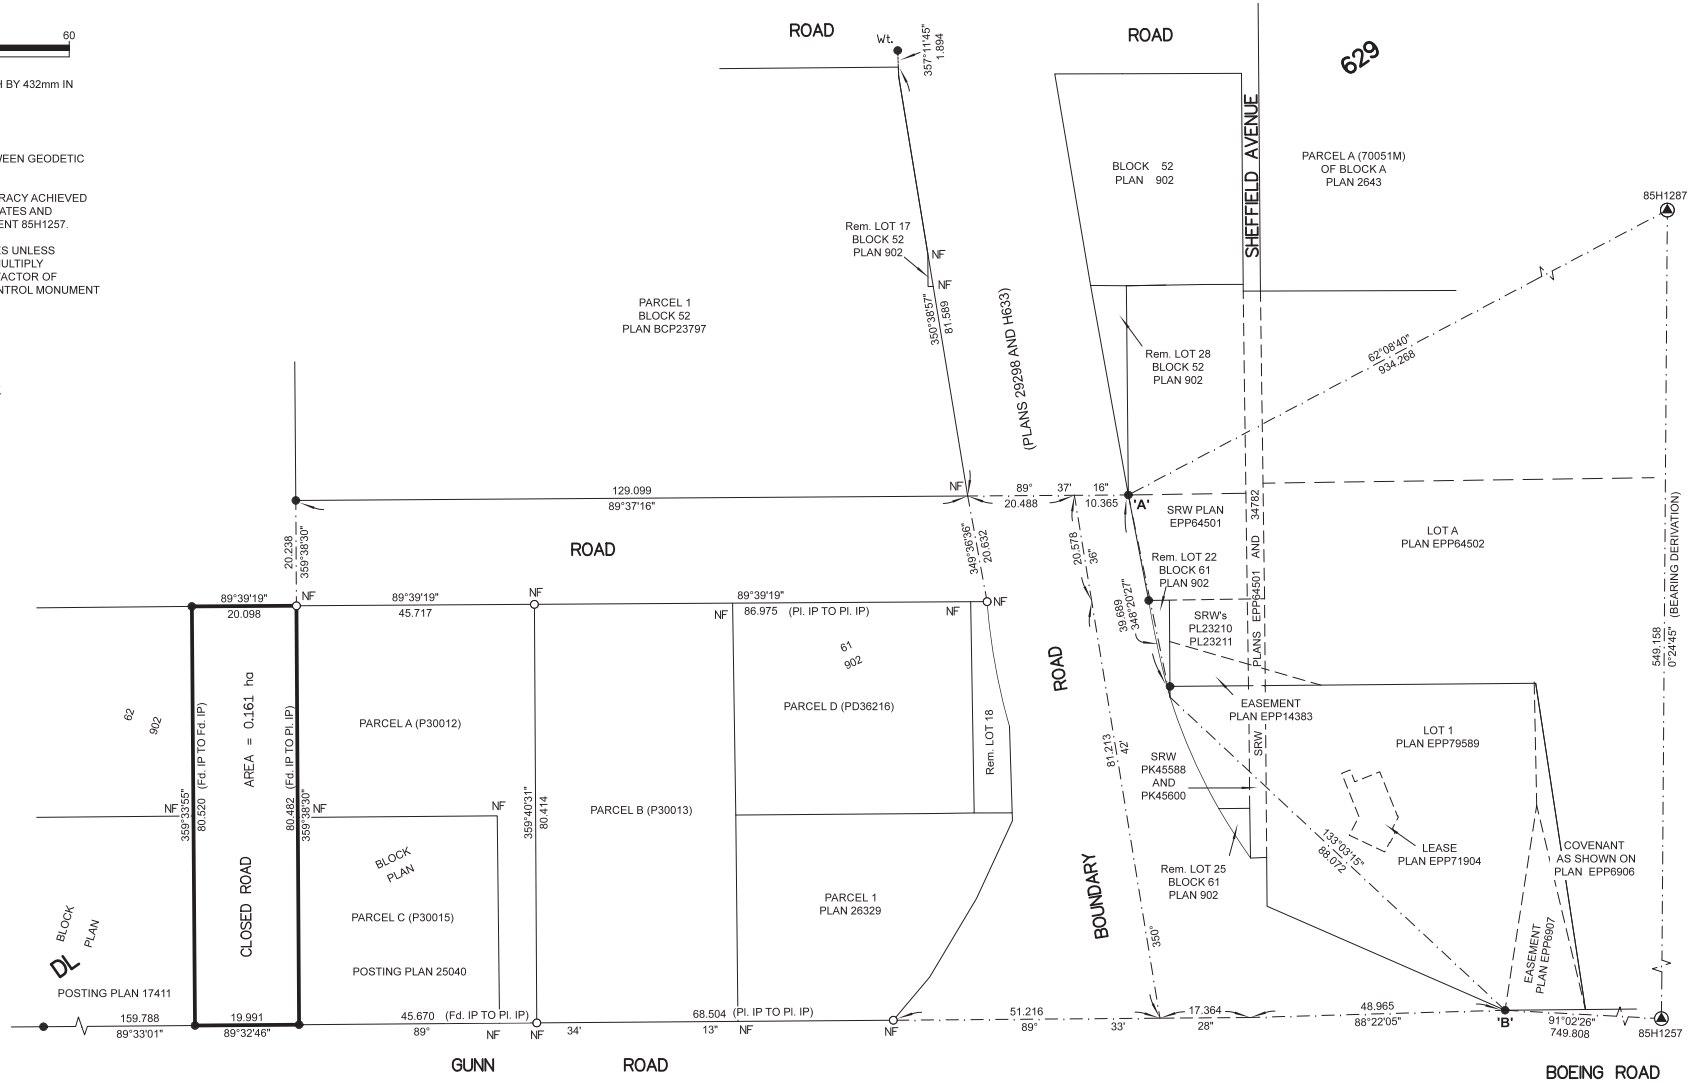 60
H BY 432mm IN
WEEN GEODETIC
RACY ACHIEVED
ATES AND
ENT 85H1257.
ES UNLESS
MULTIPLY
FACTOR OF
NTROL MONUMENT
ROAD
Wt.
357°11'45"
1.894
ROAD
629
SHEFFIELD AVENUE
BLOCK 52
PLAN 902
PARCEL A (70051M)
OF BLOCK A
PLAN 2643
85H1287
Rem. LOT 17
BLOCK 52
PLAN 902
NF
NF
350°38'57"
81.589
PARCEL 1
BLOCK 52
PLAN BCP23797
(PLANS 29298 AND H633)
Rem. LOT 28
BLOCK 52
PLAN 902
62°08'40"
934.268
129.099
89°37'16"
NF
89° 37' 16"
20.488
10.365
'A'
SRW PLAN
EPP64501
SRW PLANS EPP64501 AND 34782
LOT A
PLAN EPP64502
549.158
0°24'45" (BEARING DERIVATION)
20.238
359°38'30"
ROAD
349°36'36"
20.632
20.578
36"
Rem. LOT 22
BLOCK 61
PLAN 902
39.689
348°20'27"
SRW's
PL23210
PL23211
89°39'19"
20.098
NF
89°39'19"
45.717
NF
89°39'19"
NF
86.975 (Pl. IP TO Pl. IP)
NF
NF
61
902
62
902
359°33'55"
80.520 (Fd. IP TO Fd. IP)
AREA = 0.161 ha
CLOSED ROAD
80.482 (Fd. IP TO Pl. IP)
359°38'30"
PARCEL A (P30012)
PARCEL D (PD36216)
Rem. LOT 18
ROAD
EASEMENT
PLAN EPP14383
LOT 1
PLAN EPP79589
81.213
42'
SRW
PK45588
AND
PK45600
NF
NF
NF
359°40'31"
80.414
PARCEL B (P30013)
BLOCK
PLAN
133°03'15"
88.072
LEASE
PLAN EPP71904
COVENANT
AS SHOWN ON
PLAN EPP6906
Rem. LOT 25
BLOCK 61
PLAN 902
BOUNDARY
350°
PARCEL 1
PLAN 26329
PARCEL C (P30015)
BLOCK
PLAN
DL
POSTING PLAN 25040
POSTING PLAN 17411
EASEMENT
PLAN EPP6907
159.788
89°33'01"
19.991
89°32'46"
45.670 (Fd. IP TO Pl. IP)
89°
NF
NF
34'
68.504 (Pl. IP TO Pl. IP)
13"
NF
NF
51.216
89°
33'
17.364
28"
48.965
88°22'05"
'B'
91°02'26"
749.808
85H1257
GUNN ROAD
BOEING ROAD